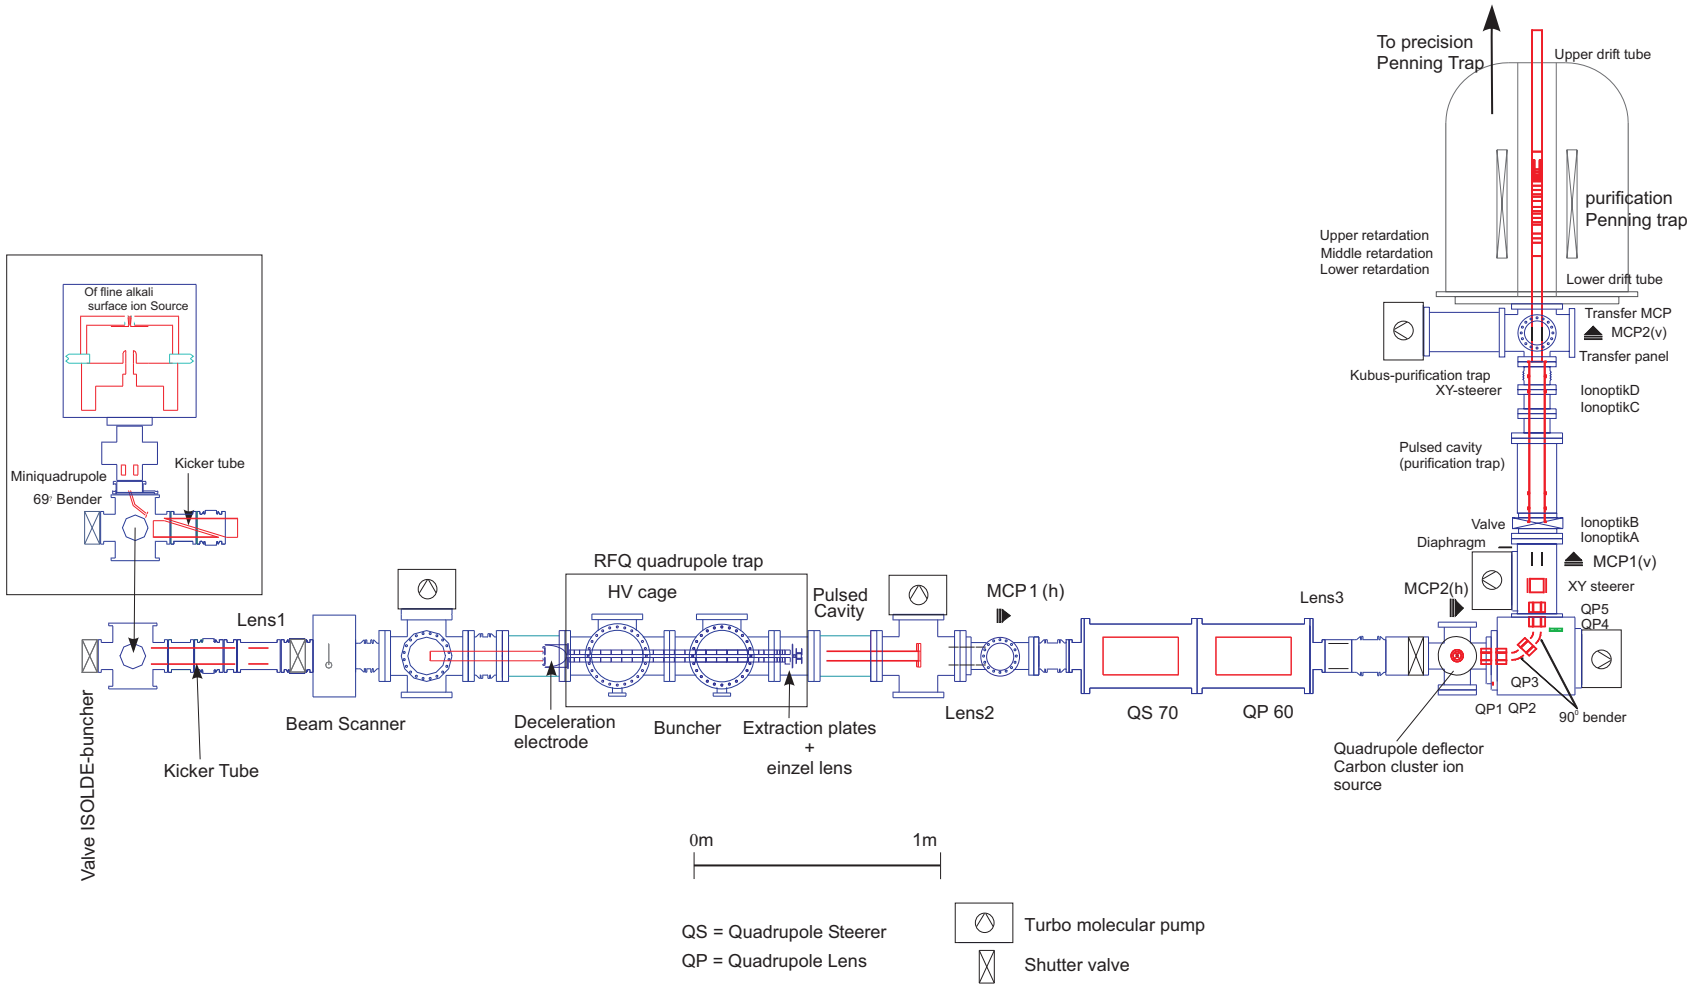 To precision
Penning Trap
Upper drift tube
purification
Penning trap
Upper retardation
Middle retardation
Lower retardation
Lower drift tube
Of fline alkali
surface ion Source
Transfer MCP
MCP2(v)
Transfer panel
Kubus-purification trap
XY-steerer
IonoptikD
IonoptikC
Pulsed cavity
(purification trap)
Miniquadrupole
Kicker tube
69° Bender
Valve
IonoptikB
IonoptikA
Diaphragm
MCP1(v)
RFQ quadrupole trap
HV cage
Pulsed
Cavity
MCP1 (h)
MCP2(h)
XY steerer
Lens3
QP5
QP4
Lens1
QP3
QP1
QP2
90° bender
Valve ISOLDE-buncher
Beam Scanner
Deceleration
electrode
Buncher
Extraction plates
+
einzel lens
Lens2
QS 70
QP 60
Kicker Tube
Quadrupole deflector
Carbon cluster ion
source
0m
1m
QS = Quadrupole Steerer
QP = Quadrupole Lens
Turbo molecular pump
Shutter valve